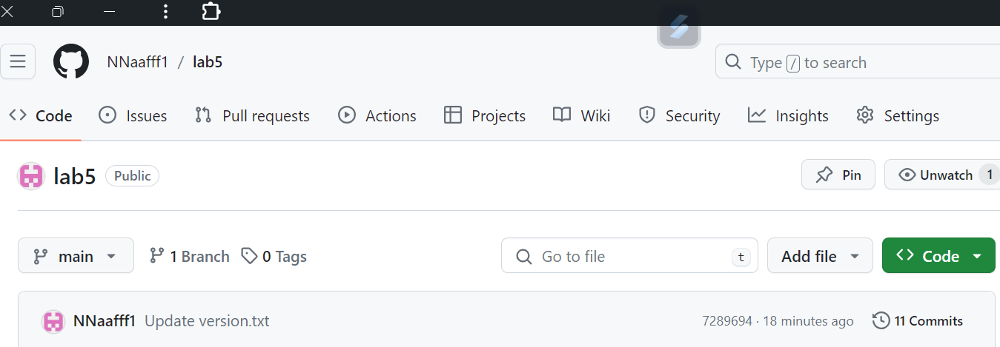 NNaafff1 / lab5
Type / to search
Code Issues Pull requests Actions Projects Wiki Security Insights Settings
lab5 Public Pin Unwatch 1
main 1 Branch 0 Tags Go to file t Add file Code
NNaafff1 Update version.txt 7289694 · 18 minutes ago 11 Commits